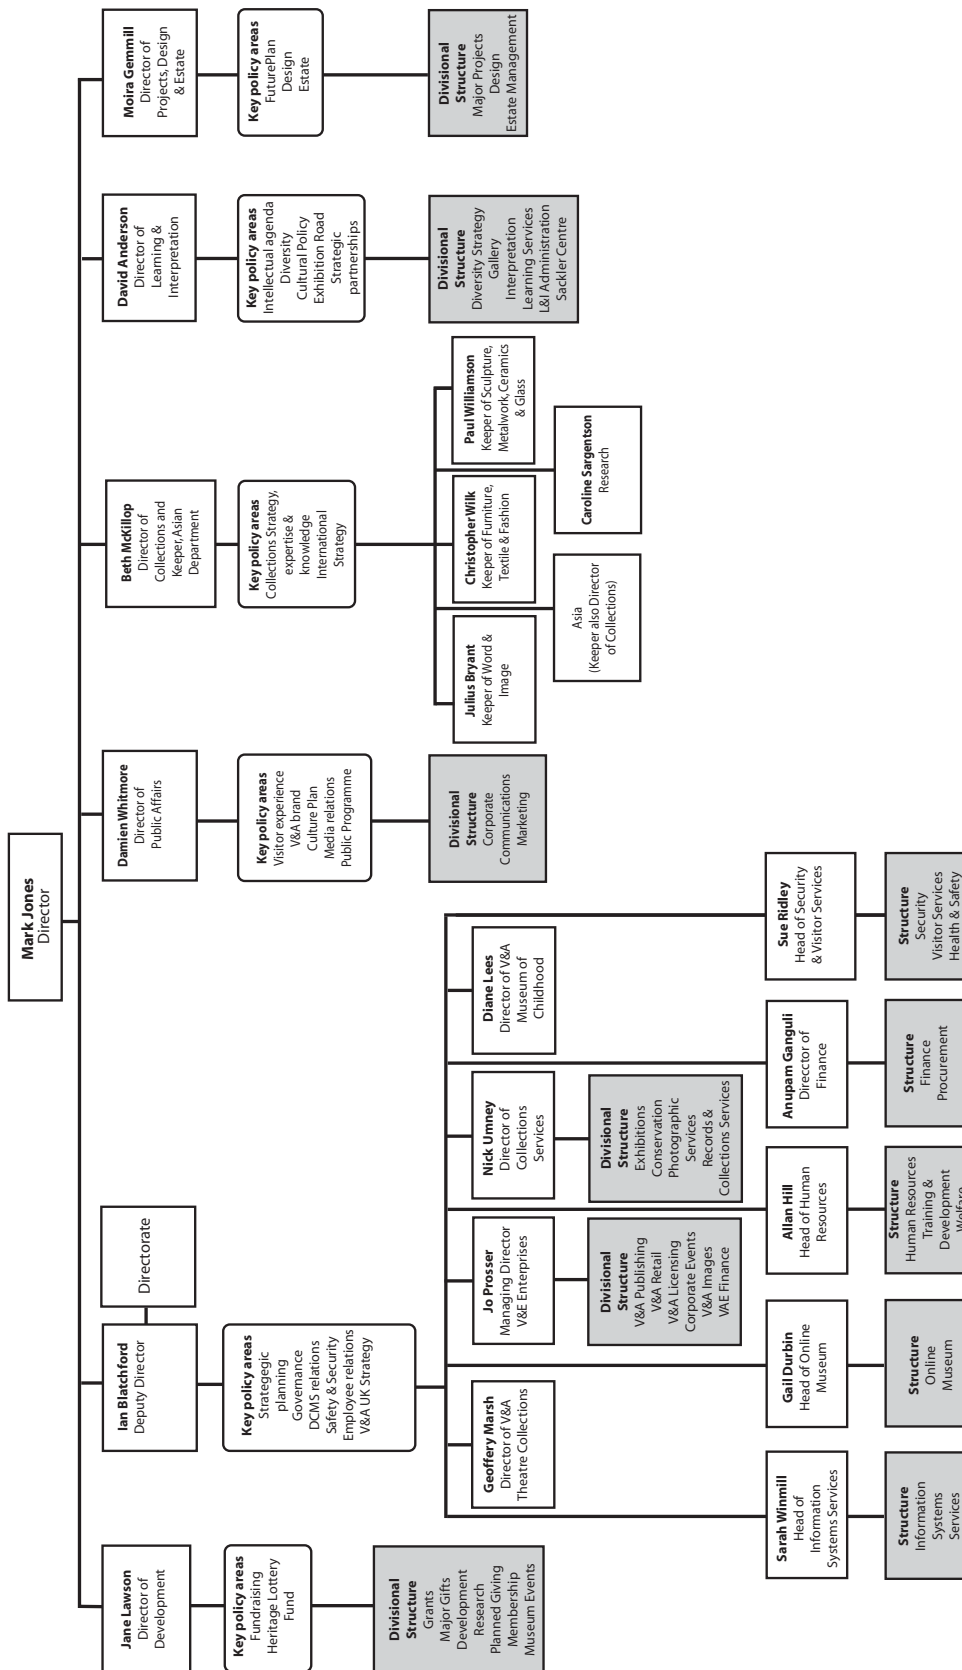 Mark Jones
Director
Jane Lawson
Director of
Development
Key policy areas
Fundraising
Heritage Lottery
Fund
Divisional
Structure
Grants
Major Gifts
Development
Research
Planned Giving
Membership
Museum Events
Ian Blatchford
Deputy Director
Directorate
Key policy areas
Strategegic
planning
Governance
DCMS relations
Safety & Security
Employee relations
V&A UK Strategy
Geoffery Marsh
Director of V&A
Theatre Collections
Jo Prosser
Managing Director
V&E Enterprises
Divisional
Structure
V&A Publishing
V&A Retail
V&A Licensing
Corporate Events
V&A Images
VAE Finance
Nick Umney
Director of
Collections
Services
Divisional
Structure
Exhibitions
Conservation
Photographic
Services
Records &
Collections Services
Diane Lees
Director of V&A
Museum of
Childhood
Sarah Winmill
Head of
Information
Systems Services
Structure
Information
Systems
Services
Gail Durbin
Head of Online
Museum
Structure
Online
Museum
Allan Hill
Head of Human
Resources
Structure
Human Resources
Training &
Development
Welfare
Anupam Ganguli
Direcctor of
Finance
Structure
Finance
Procurement
Sue Ridley
Head of Security
& Visitor Services
Structure
Security
Visitor Services
Health & Safety
Damien Whitmore
Director of
Public Affairs
Key policy areas
Visitor experience
V&A brand
Culture Plan
Media relations
Public Programme
Divisional
Structure
Corporate
Communications
Marketing
Beth McKillop
Director of
Collections and
Keeper, Asian
Department
Key policy areas
Collections Strategy,
expertise &
knowledge
International
Strategy
Julius Bryant
Keeper of Word &
Image
Christopher Wilk
Keeper of Furniture,
Textile & Fashion
Paul Williamson
Keeper of Sculpture,
Metalwork, Ceramics
& Glass
Asia
(Keeper also Director
of Collections)
Caroline Sargentson
Research
David Anderson
Director of
Learning &
Interpretation
Key policy areas
Intellectual agenda
Diversity
Cultural Policy
Exhibition Road
Strategic
partnerships
Divisional
Structure
Diversity Strategy
Gallery
Interpretation
Learning Services
L&I Administration
Sackler Centre
Moira Gemmill
Director of
Projects, Design
& Estate
Key policy areas
FuturePlan
Design
Estate
Divisional
Structure
Major Projects
Design
Estate Management